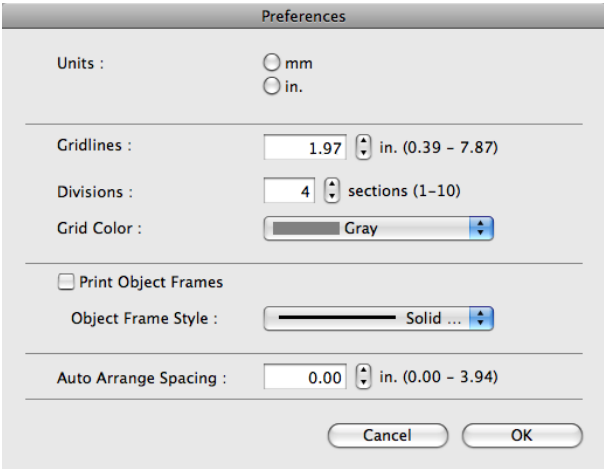 Preferences
Units : mm
in.
Gridlines : 1.97 in. (0.39 – 7.87)
Divisions : 4 sections (1–10)
Grid Color : Gray
Print Object Frames
Object Frame Style : Solid ...
Auto Arrange Spacing : 0.00 in. (0.00 – 3.94)
Cancel OK